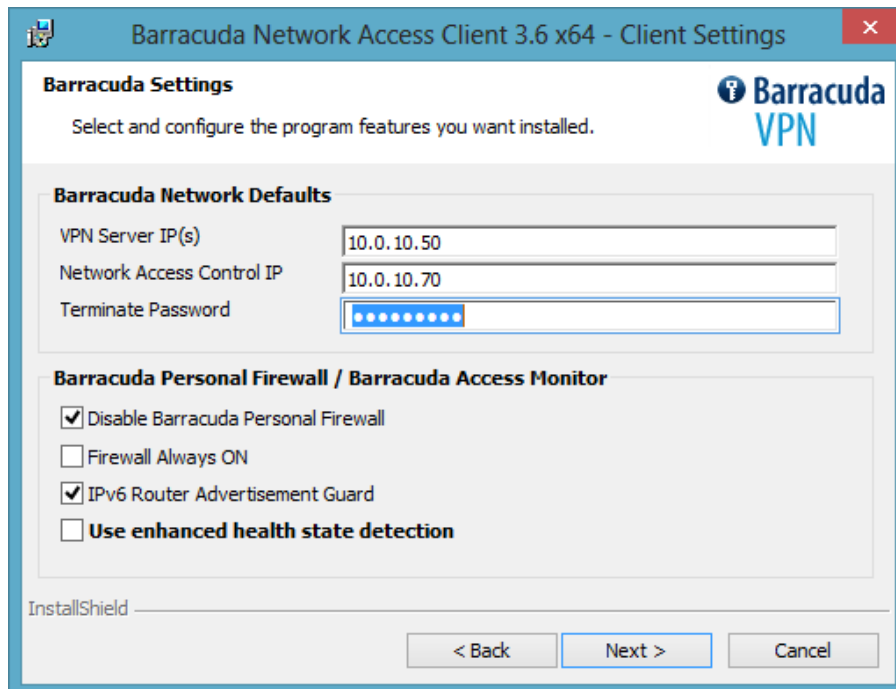 Barracuda Network Access Client 3.6 x64 - Client Settings
Barracuda Settings
Select and configure the program features you want installed.
Barracuda
VPN
Barracuda Network Defaults
VPN Server IP(s)
10.0.10.50
Network Access Control IP
10.0.10.70
Terminate Password
●●●●●●●●●
Barracuda Personal Firewall / Barracuda Access Monitor
Disable Barracuda Personal Firewall
Firewall Always ON
IPv6 Router Advertisement Guard
Use enhanced health state detection
InstallShield
< Back
Next >
Cancel